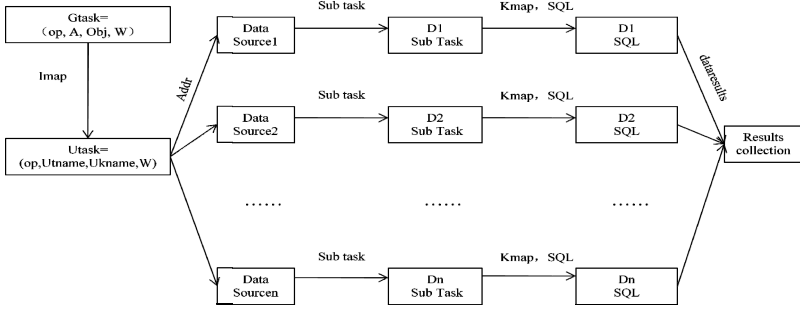 Gtask=
(op, A, Obj, W)
Imap
Utask=
(op,Utname,Ukname,W)
Addr
Data
Source1
Sub task
D1
Sub Task
Kmap, SQL
D1
SQL
dataresults
Data
Source2
Sub task
D2
Sub Task
Kmap, SQL
D2
SQL
Results
collection
......
......
......
Data
Sourcen
Sub task
Dn
Sub Task
Kmap, SQL
Dn
SQL